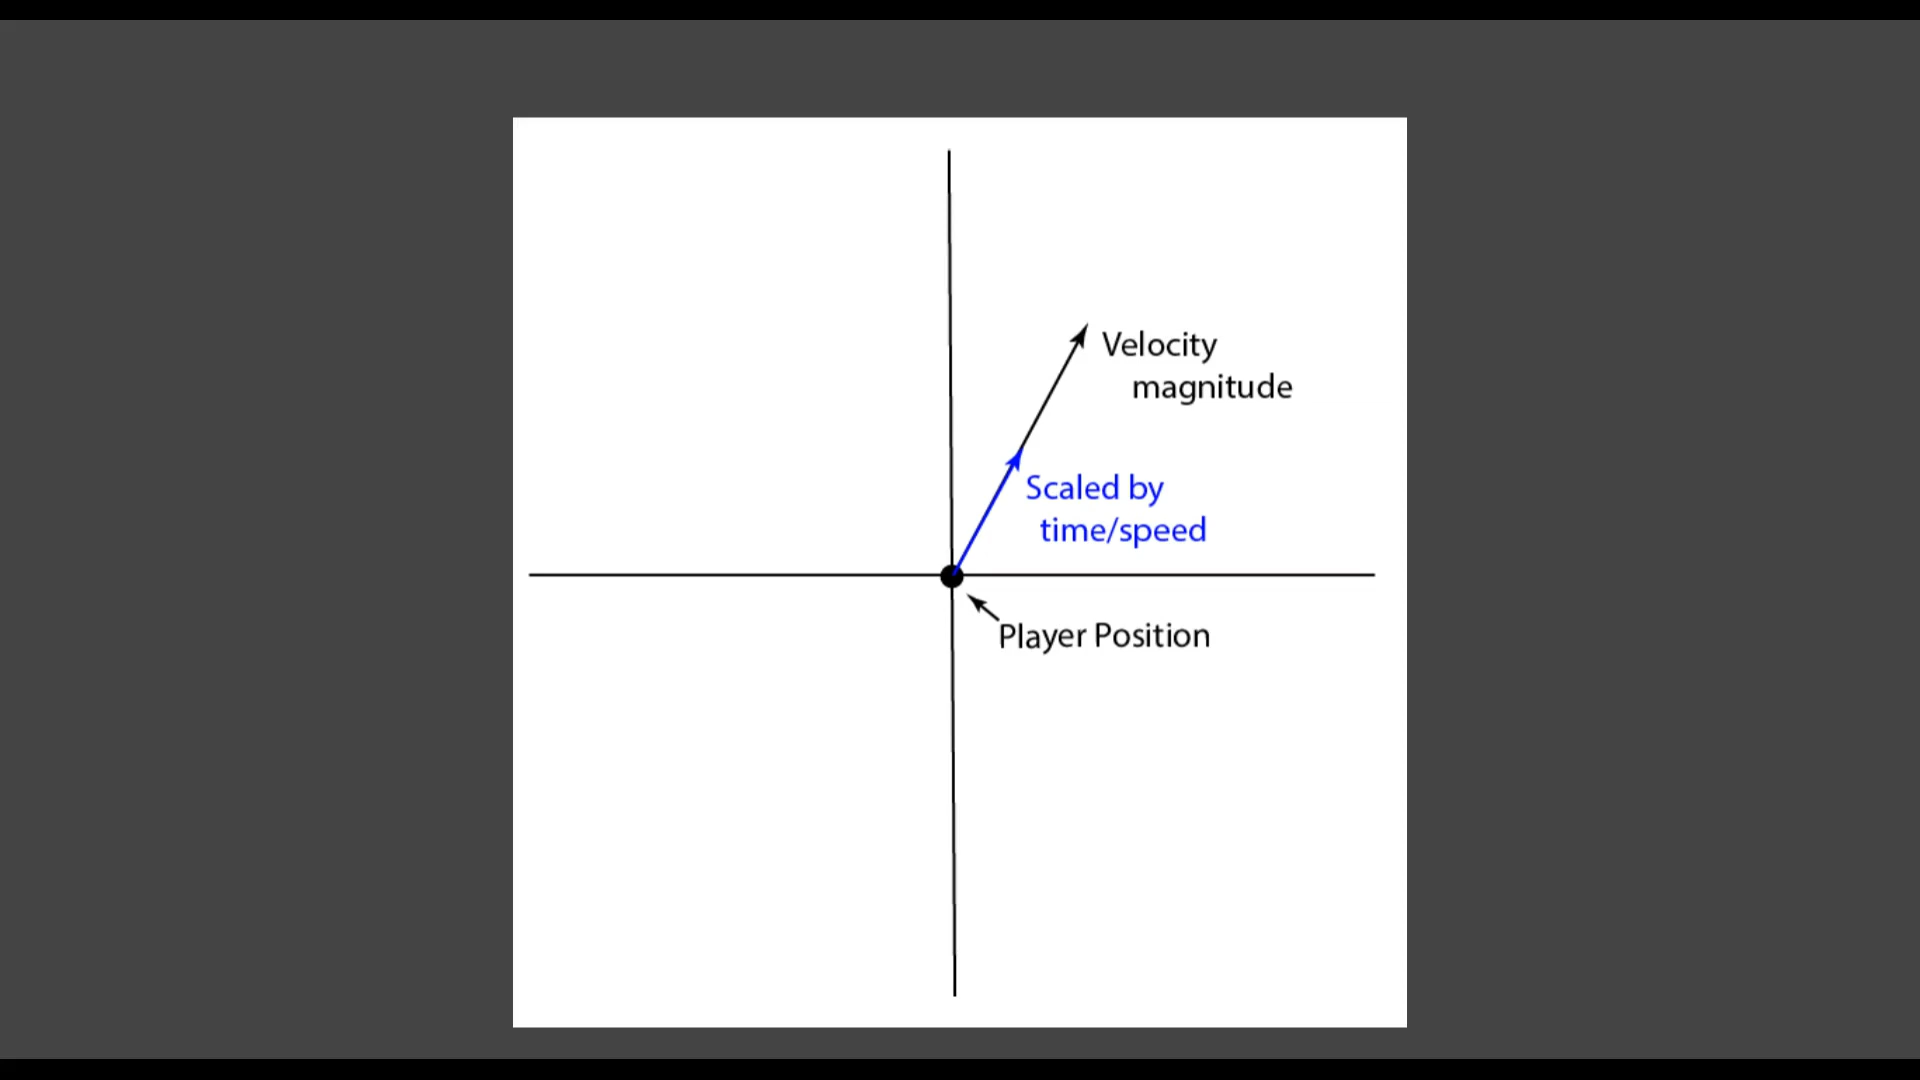 Velocity
magnitude
Scaled by
time/speed
Player Position